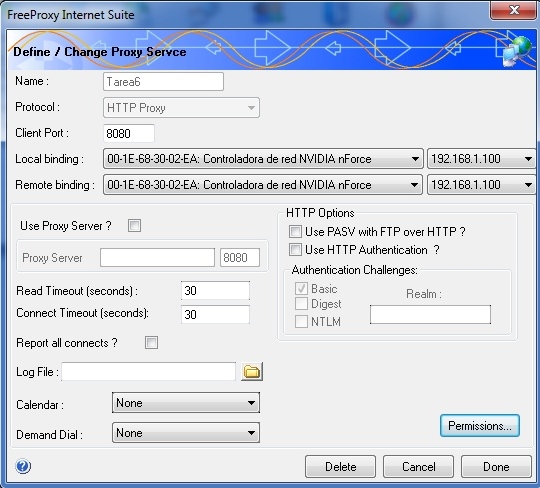 FreeProxy Internet Suite
Define / Change Proxy Servce
Name : Tarea6
Protocol : HTTP Proxy
Client Port : 8080
Local binding : 00-1E-68-30-02-EA: Controladora de red NVIDIA nForce 192.168.1.100
Remote binding : 00-1E-68-30-02-EA: Controladora de red NVIDIA nForce 192.168.1.100
Use Proxy Server ?
Proxy Server 8080
Read Timeout (seconds) : 30
Connect Timeout (seconds): 30
Report all connects ?
Log File :
Calendar : None
Demand Dial : None
HTTP Options
Use PASV with FTP over HTTP ?
Use HTTP Authentication ?
Authentication Challenges:
Basic
Digest
NTLM
Realm :
Permissions...
?
Delete Cancel Done